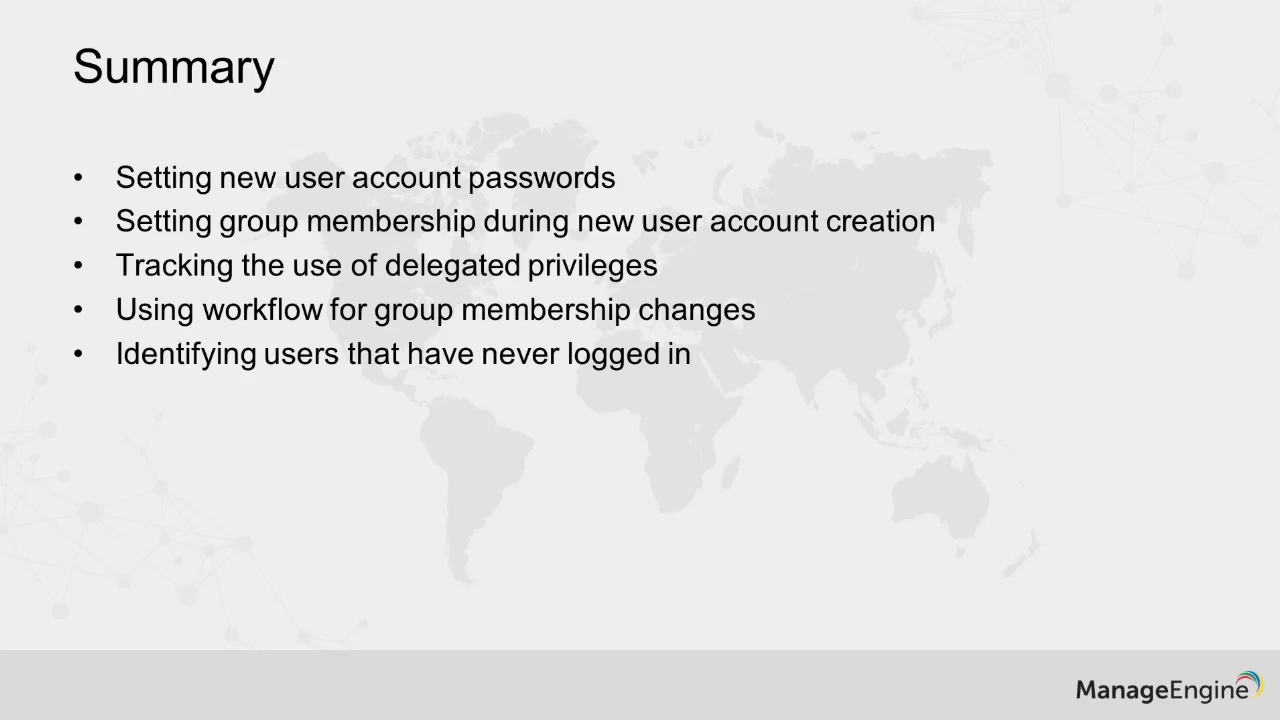 Summary
• Setting new user account passwords
• Setting group membership during new user account creation
• Tracking the use of delegated privileges
• Using workflow for group membership changes
• Identifying users that have never logged in
ManageEngine